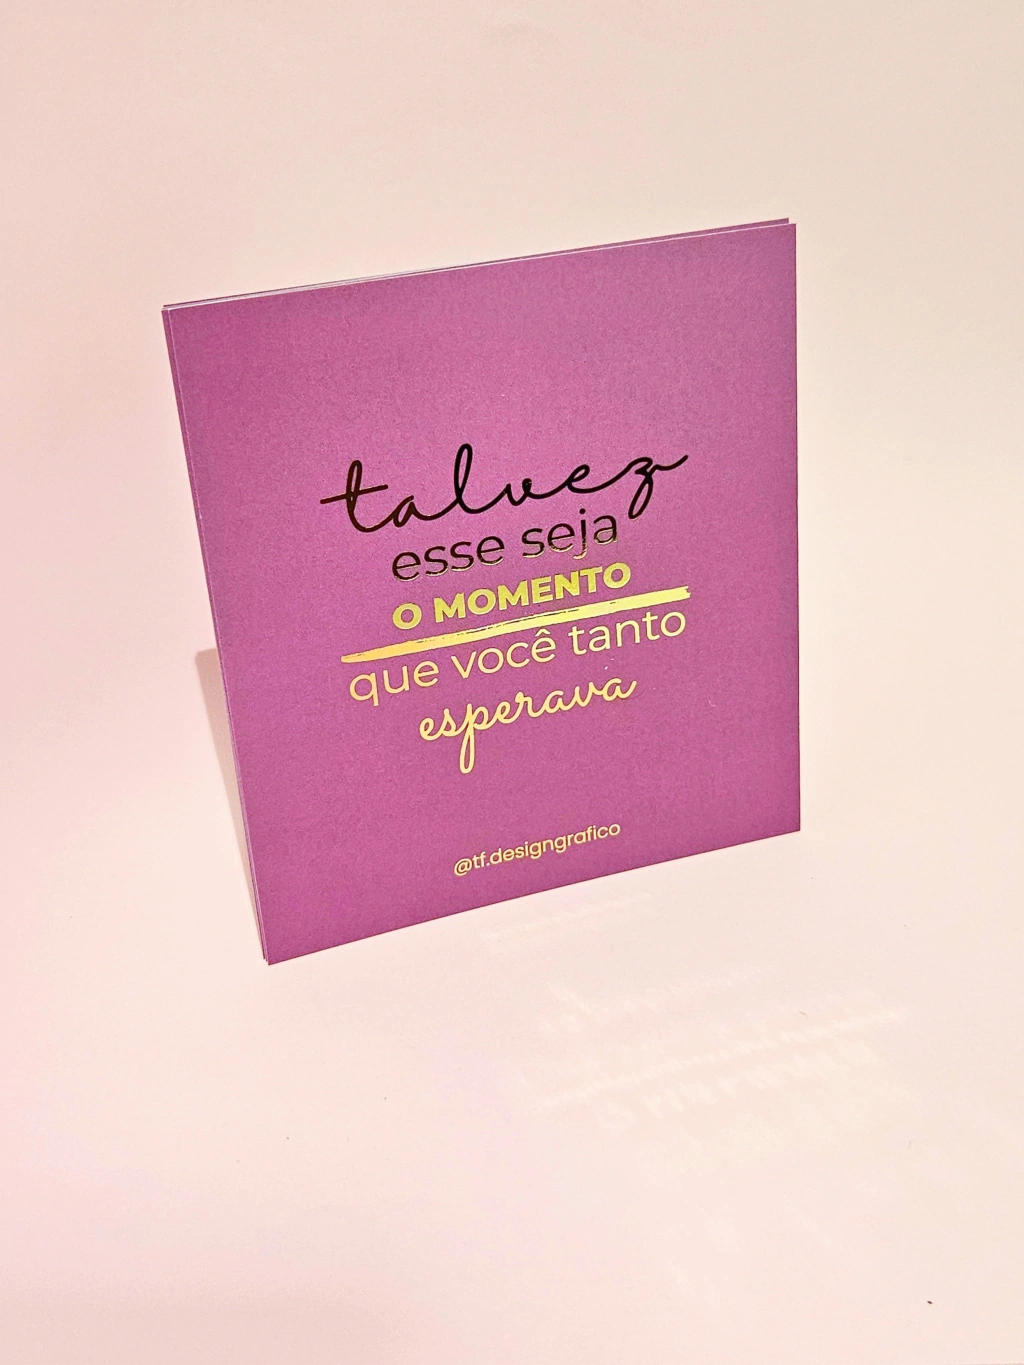 talvez
esse seja
O MOMENTO
que você tanto
esperava
@tf.designgrafico